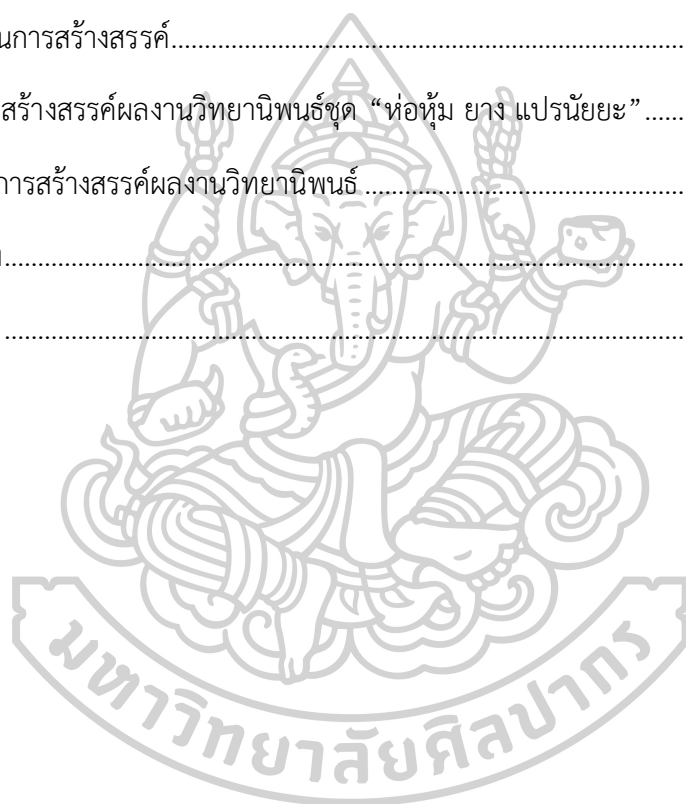 นการสร้างสรรค์
สร้างสรรค์ผลงานวิทยานิพนธ์ชุด “ห่อหุ้ม ยาง แปรนัยยะ”
การสร้างสรรค์ผลงานวิทยานิพนธ์
มหาวิทยาลัยศิลปากร